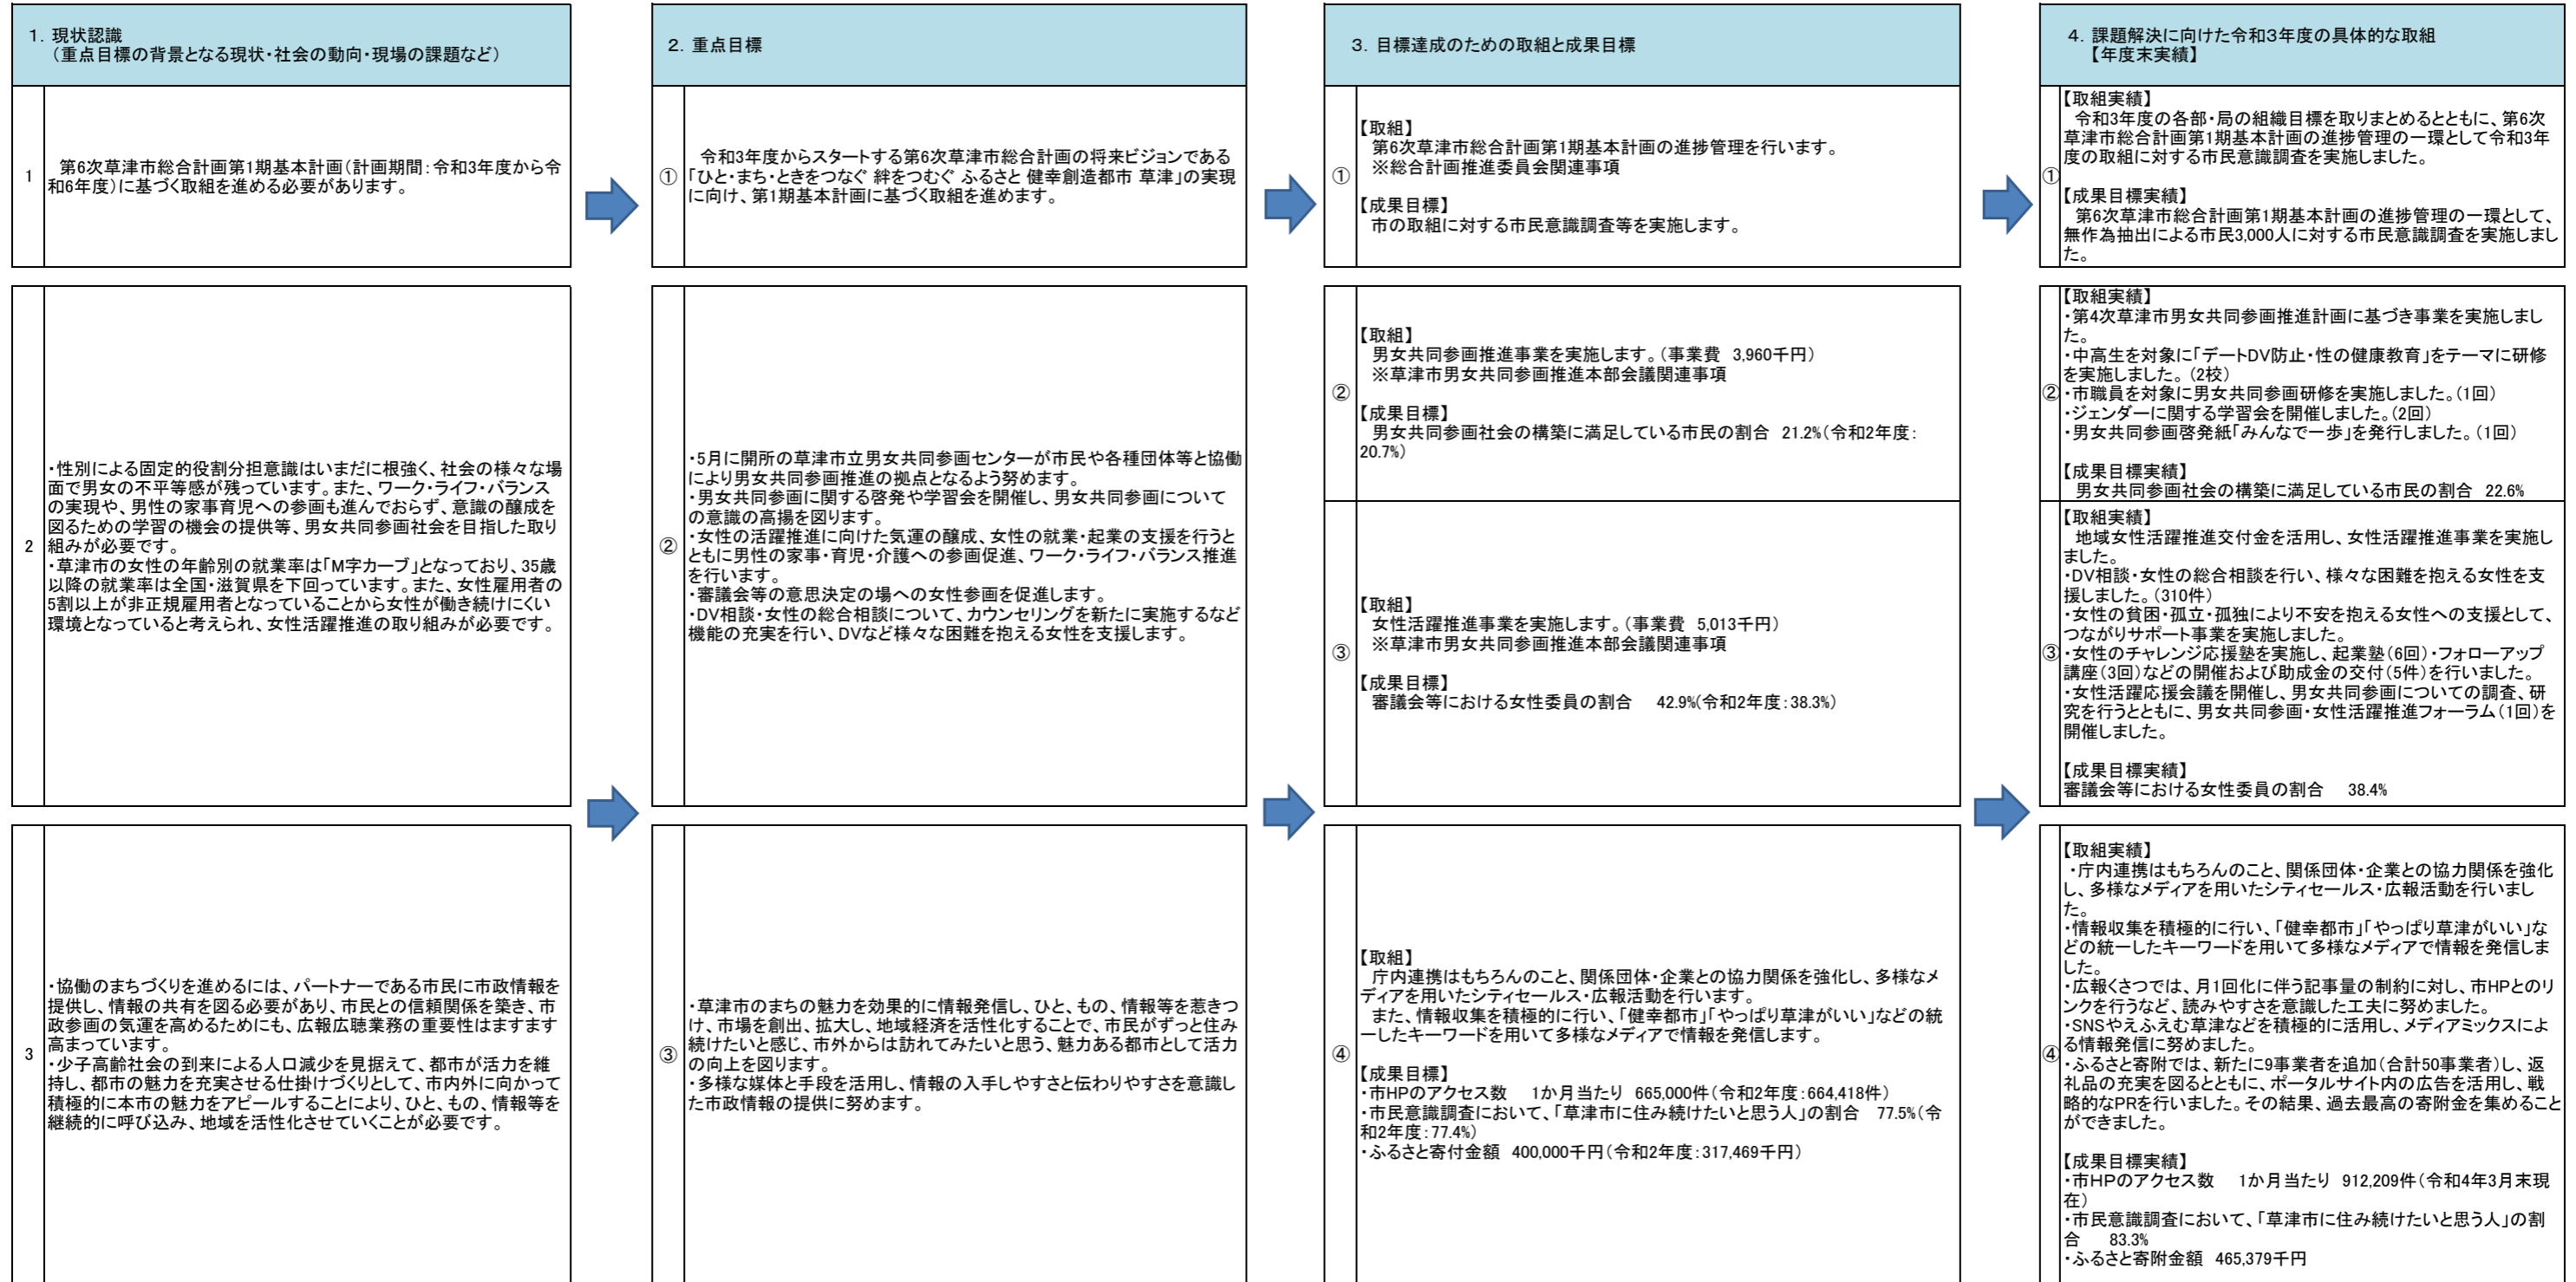 1．現状認識
（重点目標の背景となる現状・社会の動向・現場の課題など）
2．重点目標
3．目標達成のための取組と成果目標
4．課題解決に向けた令和3年度の具体的な取組
【年度末実績】
1
第6次草津市総合計画第1期基本計画（計画期間：令和3年度から令
和6年度）に基づく取組を進める必要があります。
①
令和3年度からスタートする第6次草津市総合計画の将来ビジョンである
「ひと・まち・ときをつなぐ 絆をつむぐ ふるさと 健幸創造都市 草津」の実現
に向け、第1期基本計画に基づく取組を進めます。
①
【取組】
第6次草津市総合計画第1期基本計画の進捗管理を行います。
※総合計画推進委員会関連事項
【成果目標】
市の取組に対する市民意識調査等を実施します。
①
【取組実績】
令和3年度の各部・局の組織目標を取りまとめるとともに、第6次
草津市総合計画第1期基本計画の進捗管理の一環として令和3年
度の取組に対する市民意識調査を実施しました。
【成果目標実績】
第6次草津市総合計画第1期基本計画の進捗管理の一環として、
無作為抽出による市民3,000人に対する市民意識調査を実施しまし
た。
2
・性別による固定的役割分担意識はいまだに根強く、社会の様々な場
面で男女の不平等感が残っています。また、ワーク・ライフ・バランス
の実現や、男性の家事育児への参画も進んでおらず、意識の醸成を
図るための学習の機会の提供等、男女共同参画社会を目指した取り
組みが必要です。
・草津市の女性の年齢別の就業率は「M字カーブ」となっており、35歳
以降の就業率は全国・滋賀県を下回っています。また、女性雇用者の
5割以上が非正規雇用者となっていることから女性が働き続けにくい
環境となっていると考えられ、女性活躍推進の取り組みが必要です。
②
・5月に開所の草津市立男女共同参画センターが市民や各種団体等と協働
により男女共同参画推進の拠点となるよう努めます。
・男女共同参画に関する啓発や学習会を開催し、男女共同参画について
の意識の高揚を図ります。
・女性の活躍推進に向けた気運の醸成、女性の就業・起業の支援を行うと
ともに男性の家事・育児・介護への参画促進、ワーク・ライフ・バランス推進
を行います。
・審議会等の意思決定の場への女性参画を促進します。
・DV相談・女性の総合相談について、カウンセリングを新たに実施するなど
機能の充実を行い、DVなど様々な困難を抱える女性を支援します。
②
【取組】
男女共同参画推進事業を実施します。（事業費 3,960千円）
※草津市男女共同参画推進本部会議関連事項
【成果目標】
男女共同参画社会の構築に満足している市民の割合 21.2%（令和2年度：
20.7%）
②
【取組実績】
・第4次草津市男女共同参画推進計画に基づき事業を実施しまし
た。
・中高生を対象に「デートDV防止・性の健康教育」をテーマに研修
を実施しました。（2校）
・市職員を対象に男女共同参画研修を実施しました。（1回）
・ジェンダーに関する学習会を開催しました。（2回）
・男女共同参画啓発紙「みんなで一歩」を発行しました。（1回）
【成果目標実績】
男女共同参画社会の構築に満足している市民の割合 22.6%
③
【取組】
女性活躍推進事業を実施します。（事業費 5,013千円）
※草津市男女共同参画推進本部会議関連事項
【成果目標】
審議会等における女性委員の割合 42.9%（令和2年度：38.3%）
③
【取組実績】
地域女性活躍推進交付金を活用し、女性活躍推進事業を実施し
ました。
・DV相談・女性の総合相談を行い、様々な困難を抱える女性を支
援しました。（310件）
・女性の貧困・孤立・孤独により不安を抱える女性への支援として、
つながりサポート事業を実施しました。
・女性のチャレンジ応援塾を実施し、起業塾（6回）・フォローアップ
講座（3回）などの開催および助成金の交付（5件）を行いました。
・女性活躍応援会議を開催し、男女共同参画についての調査、研
究を行うとともに、男女共同参画・女性活躍推進フォーラム（1回）を
開催しました。
【成果目標実績】
審議会等における女性委員の割合 38.4%
3
・協働のまちづくりを進めるには、パートナーである市民に市政情報を
提供し、情報の共有を図る必要があり、市民との信頼関係を築き、市
政参画の気運を高めるためにも、広報広聴業務の重要性はますます
高まっています。
・少子高齢社会の到来による人口減少を見据えて、都市が活力を維
持し、都市の魅力を充実させる仕掛けづくりとして、市内外に向かって
積極的に本市の魅力をアピールすることにより、ひと、もの、情報等を
継続的に呼び込み、地域を活性化させていくことが必要です。
③
・草津市のまちの魅力を効果的に情報発信し、ひと、もの、情報等を惹きつ
け、市場を創出、拡大し、地域経済を活性化することで、市民がずっと住み
続けたいと感じ、市外からは訪れてみたいと思う、魅力ある都市として活力
の向上を図ります。
・多様な媒体と手段を活用し、情報の入手しやすさと伝わりやすさを意識し
た市政情報の提供に努めます。
④
【取組】
庁内連携はもちろんのこと、関係団体・企業との協力関係を強化し、多様なメ
ディアを用いたシティセールス・広報活動を行います。
また、情報収集を積極的に行い、「健幸都市」「やっぱり草津がいい」などの統
一したキーワードを用いて多様なメディアで情報を発信します。
【成果目標】
・市HPのアクセス数 1か月当たり 665,000件（令和2年度：664,418件）
・市民意識調査において、「草津市に住み続けたいと思う人」の割合 77.5%（令
和2年度：77.4%）
・ふるさと寄付金額 400,000千円（令和2年度：317,469千円）
④
【取組実績】
・庁内連携はもちろんのこと、関係団体・企業との協力関係を強化
し、多様なメディアを用いたシティセールス・広報活動を行いまし
た。
・情報収集を積極的に行い、「健幸都市」「やっぱり草津がいい」な
どの統一したキーワードを用いて多様なメディアで情報を発信しま
した。
・広報くさつでは、月1回化に伴う記事量の制約に対し、市HPとのリ
ンクを行うなど、読みやすさを意識した工夫に努めました。
・SNSやえふえむ草津などを積極的に活用し、メディアミックスによ
る情報発信に努めました。
・ふるさと寄附では、新たに9事業者を追加（合計50事業者）し、返
礼品の充実を図るとともに、ポータルサイト内の広告を活用し、戦
略的なPRを行いました。その結果、過去最高の寄附金を集めること
ができました。
【成果目標実績】
・市HPのアクセス数 1か月当たり 912,209件（令和4年3月末現
在）
・市民意識調査において、「草津市に住み続けたいと思う人」の割
合 83.3%
・ふるさと寄附金額 465,379千円